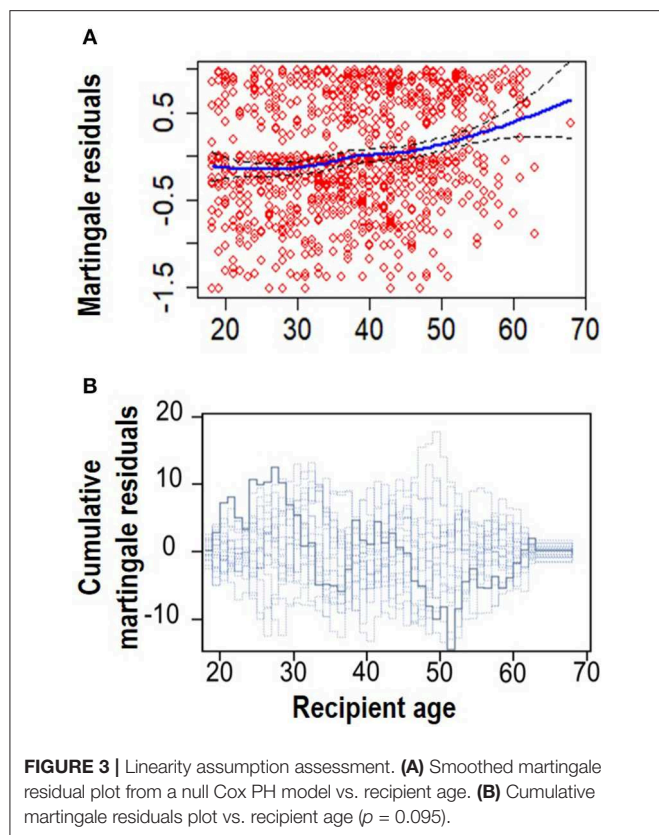 A
Martingale residuals
0.5
-0.5
-1.5
20 30 40 50 60 70
B
Cumulative
martingale residuals
20
10
0
-10
20 30 40 50 60 70
Recipient age
FIGURE 3 | Linearity assumption assessment. (A) Smoothed martingale
residual plot from a null Cox PH model vs. recipient age. (B) Cumulative
martingale residuals plot vs. recipient age (p = 0.095).